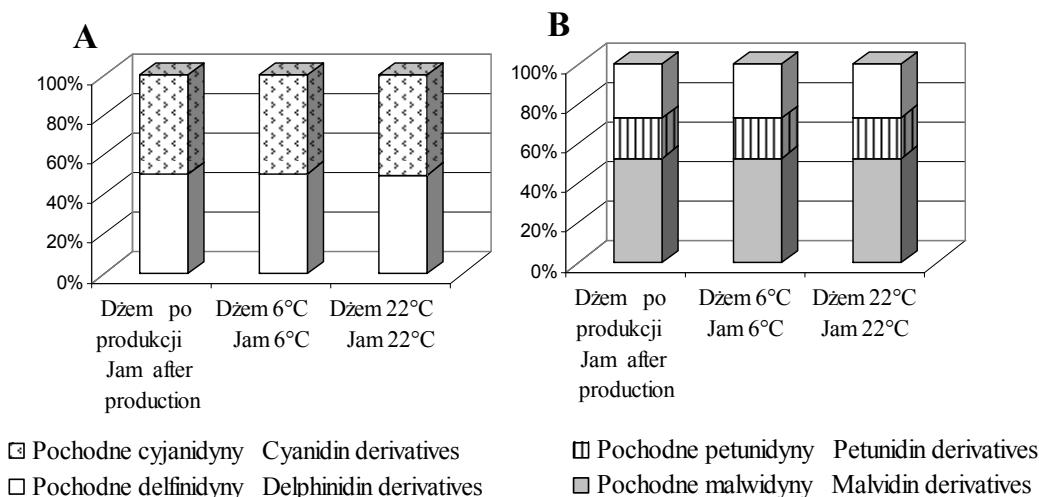 A
100%
80%
60%
40%
20%
0%
Dżem po
produkcji
Jam after
production
Dżem 6°C
Jam 6°C
Dżem 22°C
Jam 22°C
B
100%
80%
60%
40%
20%
0%
Dżem po
produkcji
Jam after
production
Dżem 6°C
Jam 6°C
Dżem 22°C
Jam 22°C
Pochodne cyjanidyny Cyanidin derivatives
Pochodne delfinidyny Delphinidin derivatives
Pochodne petunidyny Petunidin derivatives
Pochodne malwidyny Malvidin derivatives